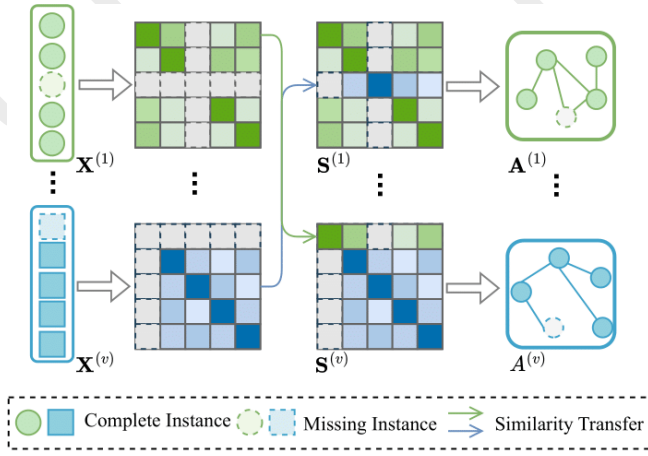 X^(1) S^(1) A^(1)
... ... ...
X^(v) S^(v) A^(v)
Complete Instance Missing Instance Similarity Transfer